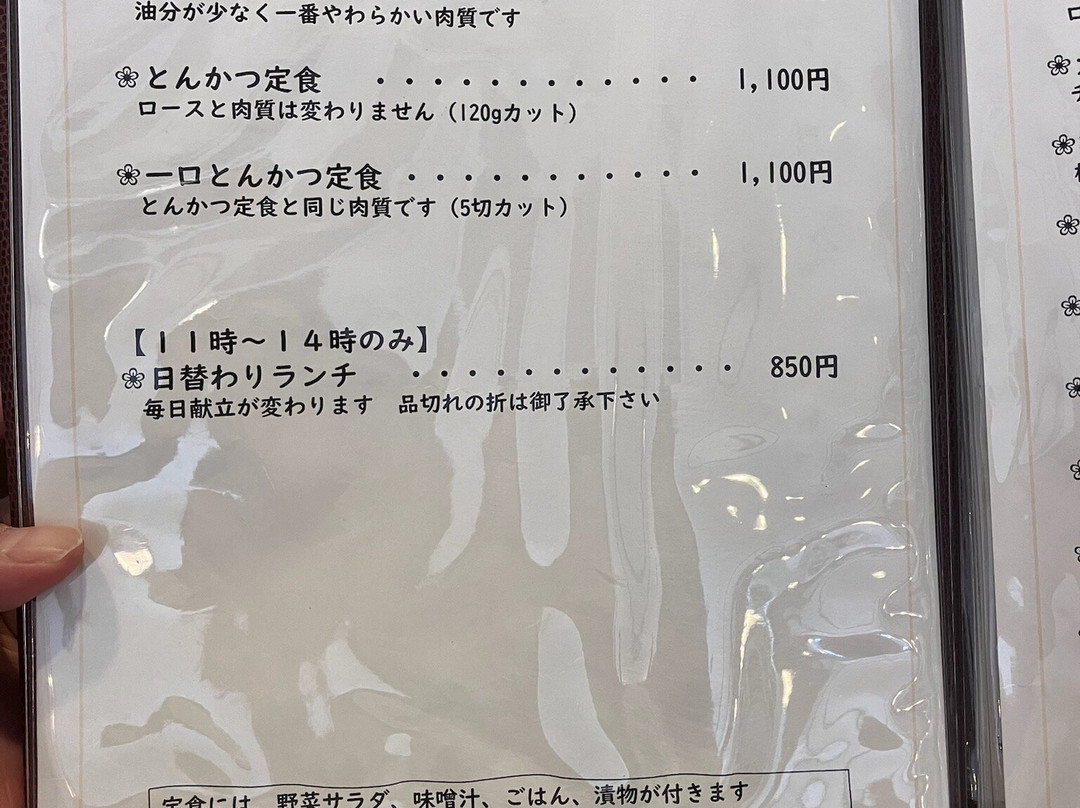 油分が少なく一番やわらかい肉質です
とんかつ定食 ・・・・・・・・・・・・ 1,100円
ロースと肉質は変わりません（120gカット）
一口とんかつ定食 ・・・・・・・・・・・ 1,100円
とんかつ定食と同じ肉質です（5切カット）
【１１時～１４時のみ】
日替わりランチ ・・・・・・・・・・・・ 850円
毎日献立が変わります 品切れの折は御了承下さい
定食には、野菜サラダ、味噌汁、ごはん、漬物が付きます